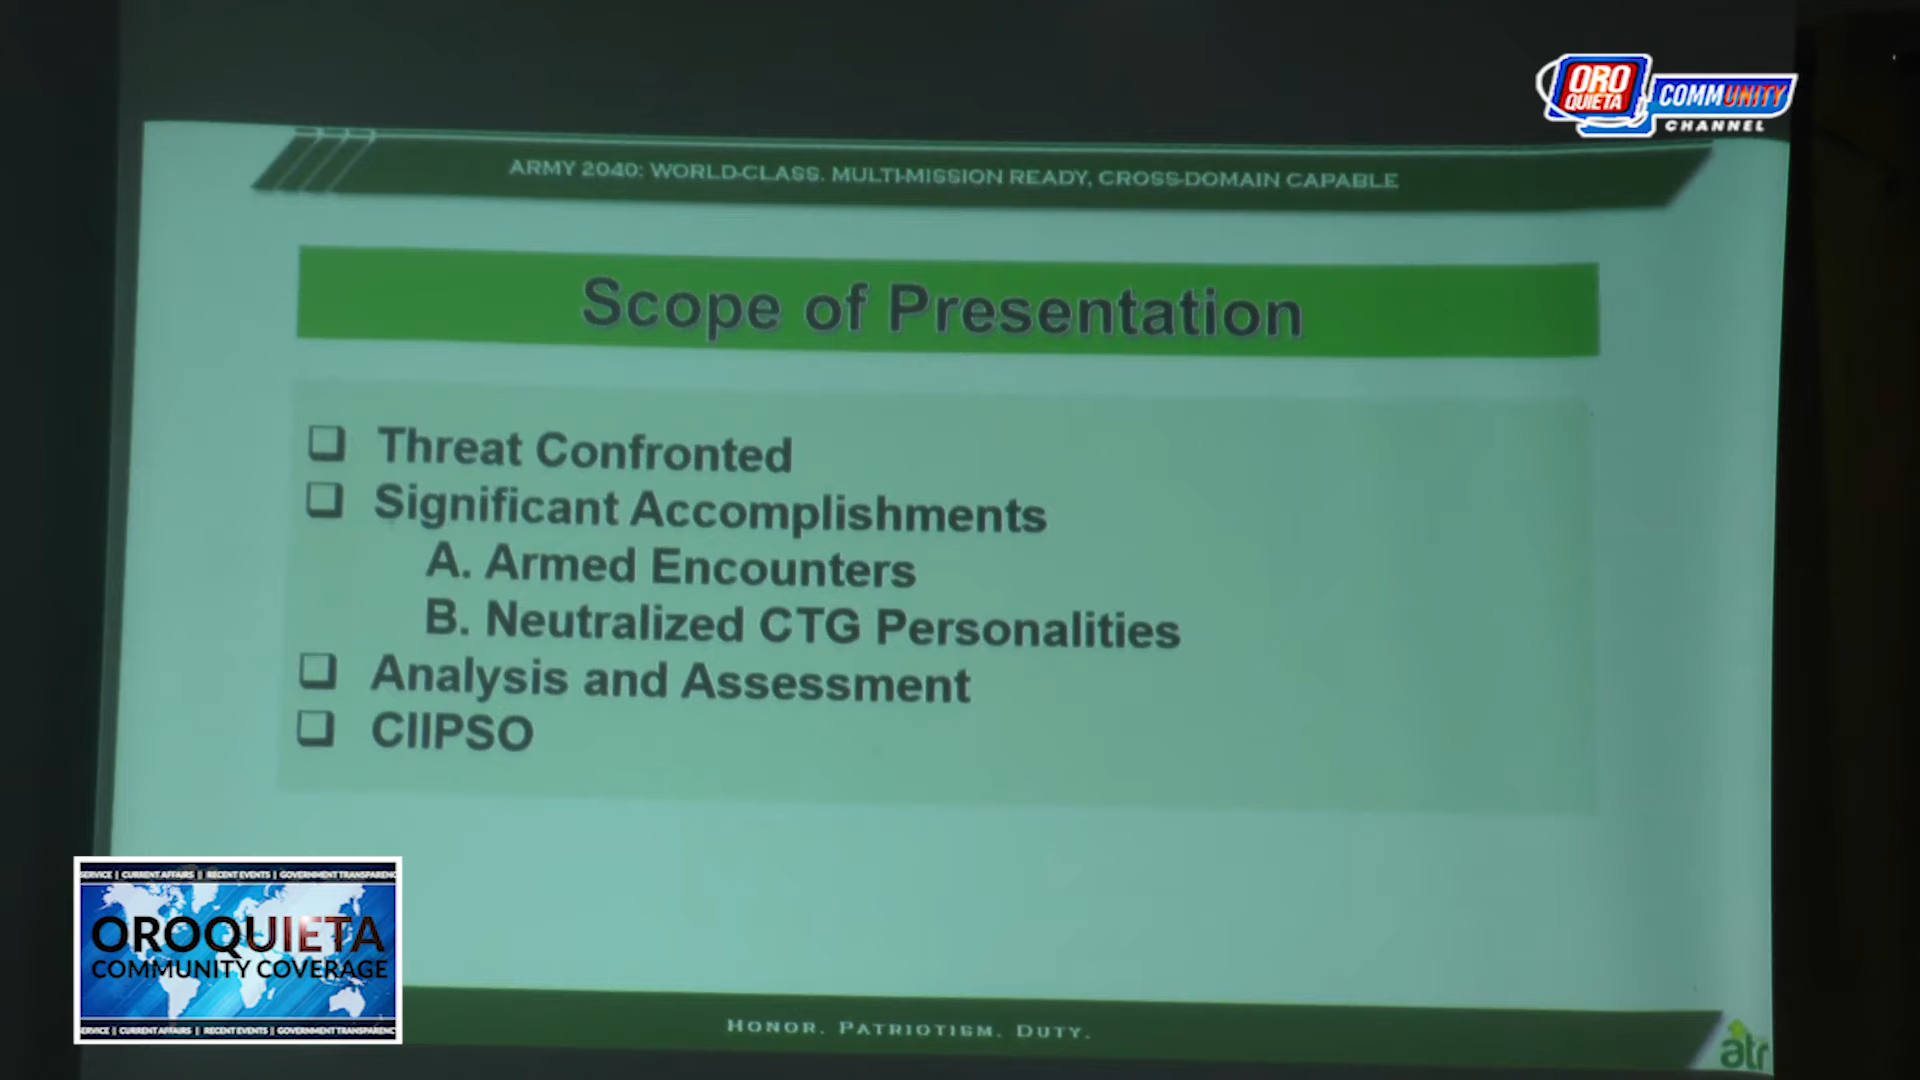 ORO
QUIETA
COMMUNITY
CHANNEL
ARMY 2040: WORLD-CLASS. MULTI-MISSION READY, CROSS-DOMAIN CAPABLE
Scope of Presentation
❑ Threat Confronted
❑ Significant Accomplishments
A. Armed Encounters
B. Neutralized CTG Personalities
❑ Analysis and Assessment
❑ CIIPSO
SERVICE | CURRENT AFFAIRS || RECENT EVENTS | GOVERNMENT TRANSPARENC
OROQUIETA
COMMUNITY COVERAGE
SERVICE | CURRENT AFFAIRS || RECENT EVENTS | GOVERNMENT TRANSPARENC
HONOR. PATRIOTISM. DUTY.
atr